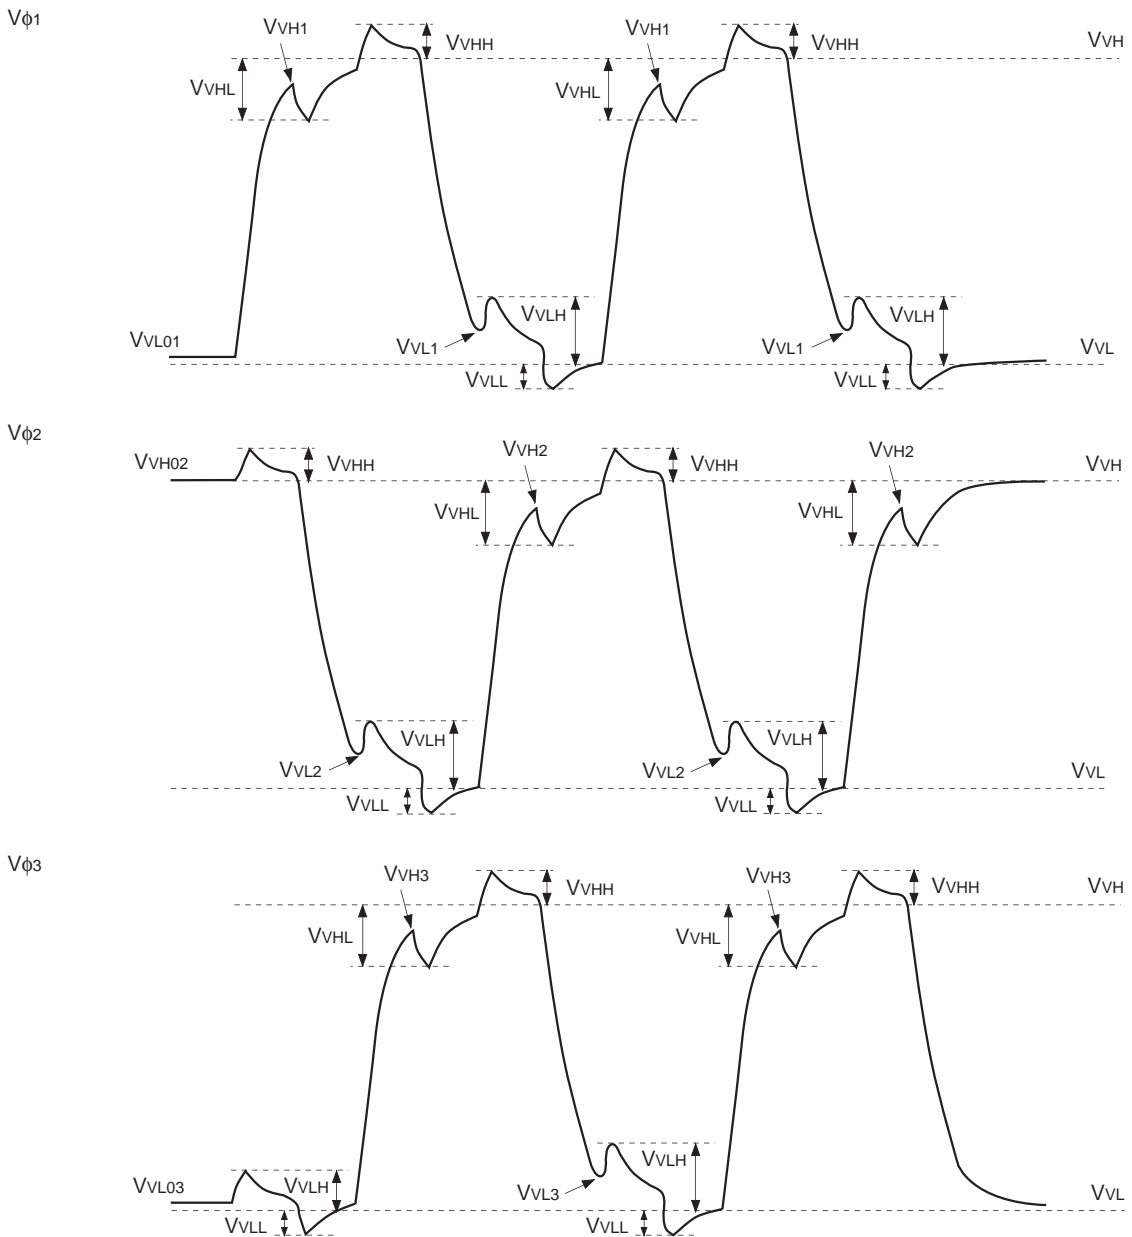 Vϕ1
VVH1 VVHH VVH1 VVHH VVH
VVHL VVHL
VVLH VVLH
VVL01 VVL1 VVL1 VVL
VVLL VVLL
Vϕ2
VVH02 VVHH VVH2 VVHH VVH2 VVH
VVHL VVHL
VVLH VVLH
VVL2 VVL2 VVL
VVLL VVLL
Vϕ3
VVH3 VVHH VVH3 VVHH VVH
VVHL VVHL
VVL03 VVLH VVL3 VVLH VVL
VVLL VVLL